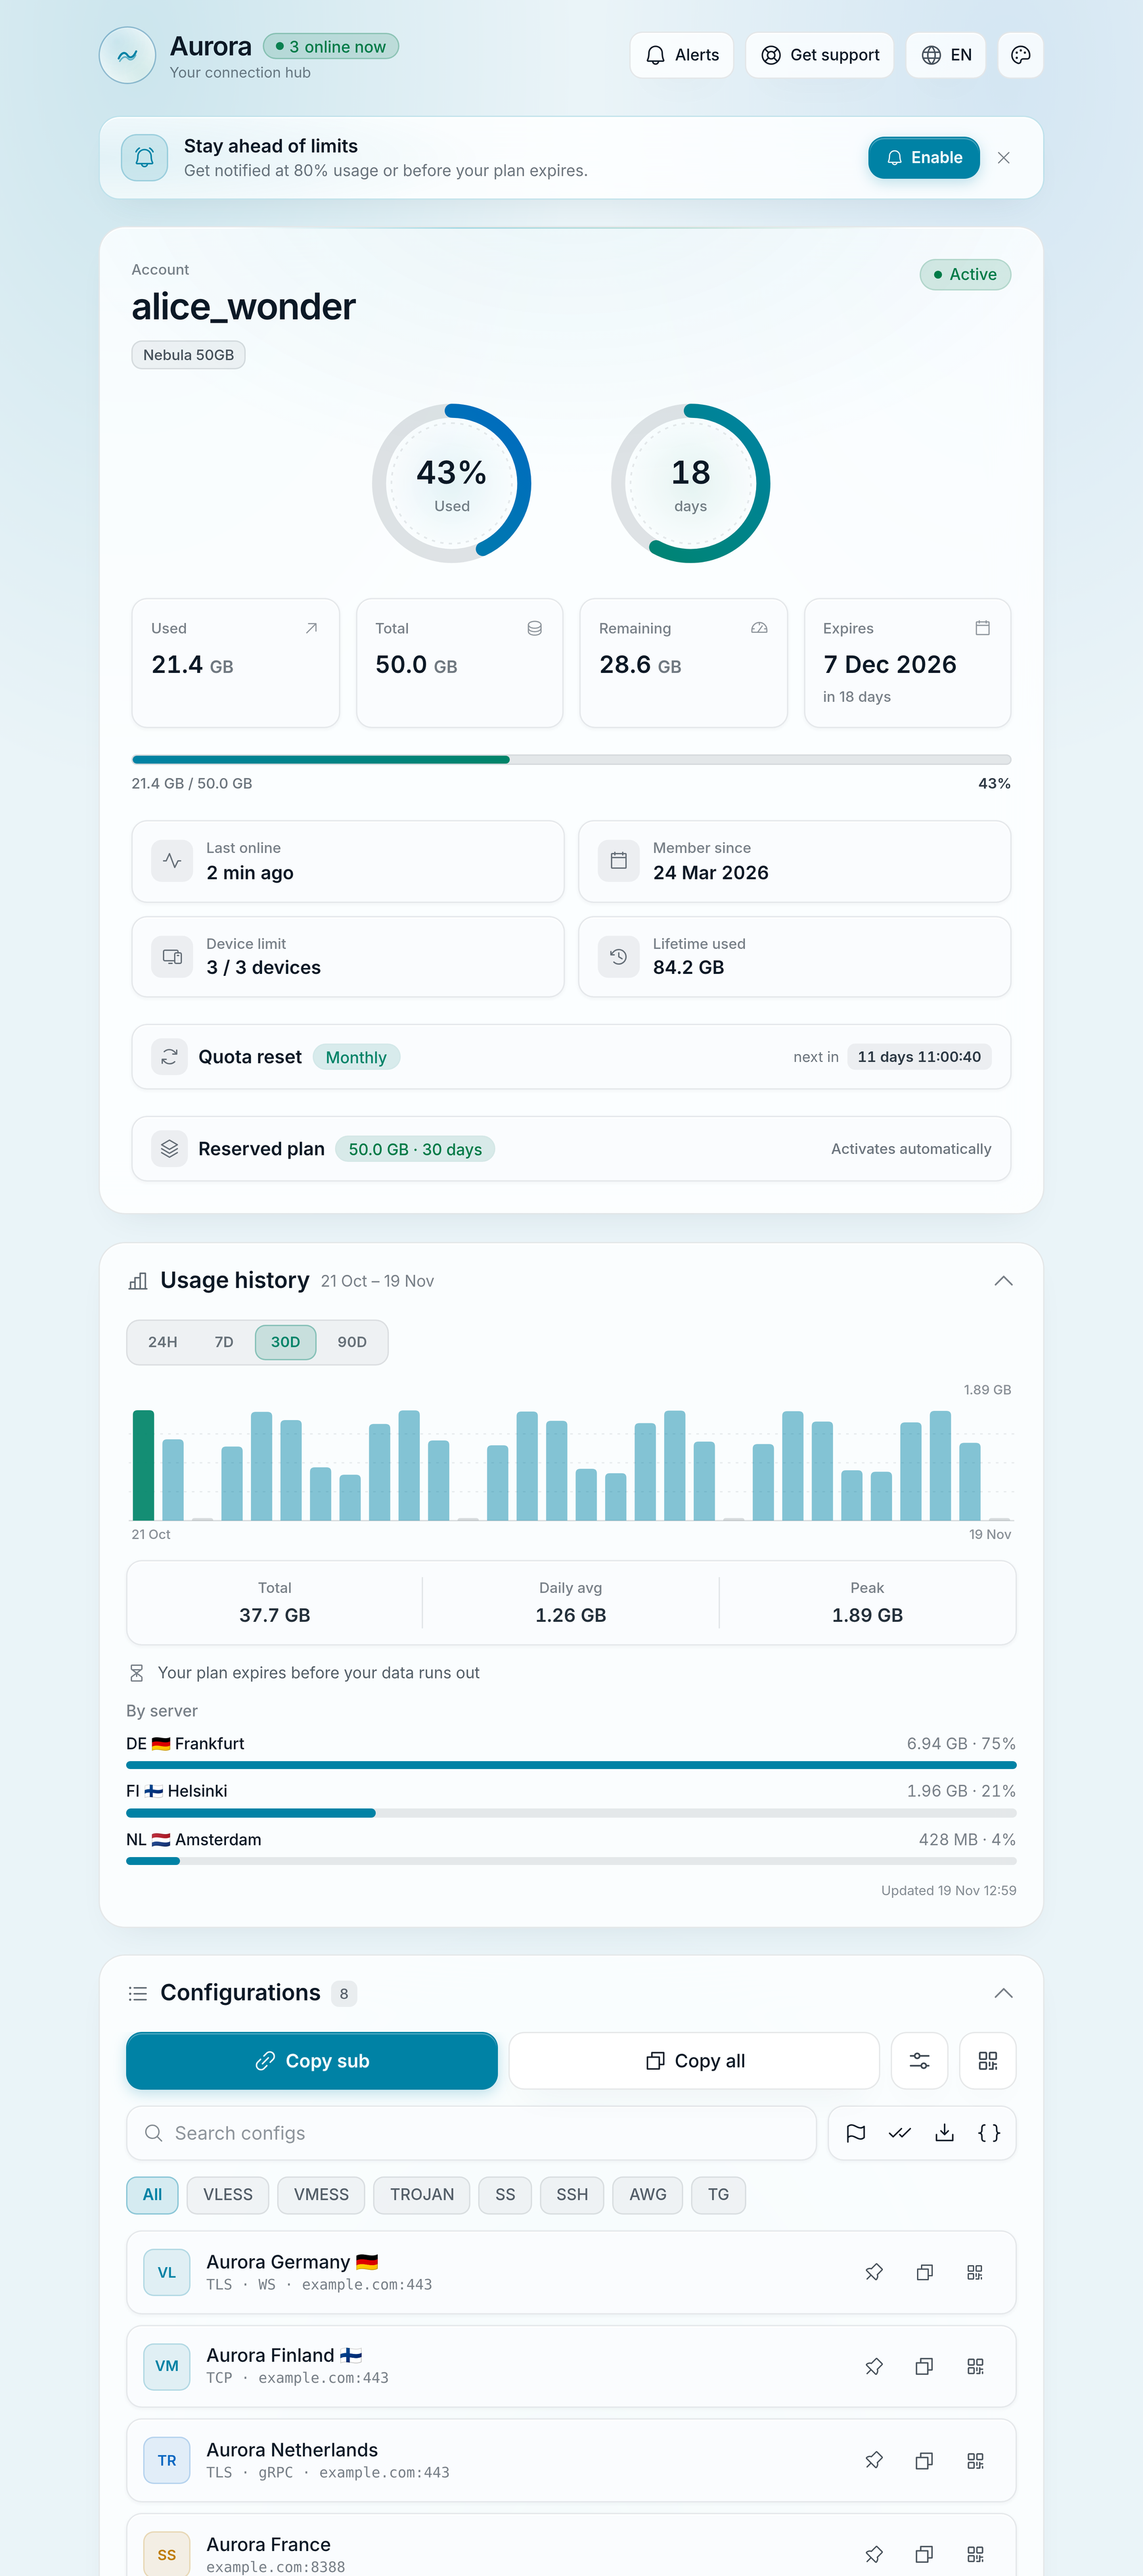 Aurora
3 online now
Your connection hub
Alerts
Get support
EN
Stay ahead of limits
Get notified at 80% usage or before your plan expires.
Enable
Account
alice_wonder
Active
Nebula 50GB
43%
Used
18
days
Used
21.4 GB
Total
50.0 GB
Remaining
28.6 GB
Expires
7 Dec 2026
in 18 days
21.4 GB / 50.0 GB
43%
Last online
2 min ago
Member since
24 Mar 2026
Device limit
3 / 3 devices
Lifetime used
84.2 GB
Quota reset
Monthly
next in
11 days 11:00:40
Reserved plan
50.0 GB · 30 days
Activates automatically
Usage history
21 Oct – 19 Nov
24H
7D
30D
90D
1.89 GB
21 Oct
19 Nov
Total
37.7 GB
Daily avg
1.26 GB
Peak
1.89 GB
Your plan expires before your data runs out
By server
DE 🇩🇪 Frankfurt
6.94 GB · 75%
FI 🇫🇮 Helsinki
1.96 GB · 21%
NL 🇳🇱 Amsterdam
428 MB · 4%
Updated 19 Nov 12:59
Configurations
8
Copy sub
Copy all
Search configs
All
VLESS
VMESS
TROJAN
SS
SSH
AWG
TG
VL
Aurora Germany 🇩🇪
TLS · WS · example.com:443
VM
Aurora Finland 🇫🇮
TCP · example.com:443
TR
Aurora Netherlands
TLS · gRPC · example.com:443
SS
Aurora France
example.com:8388